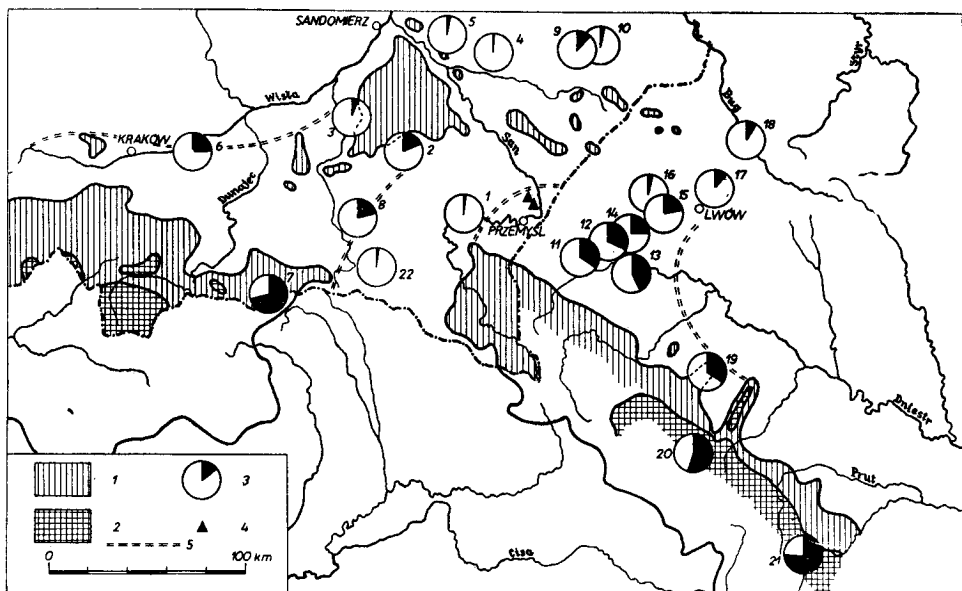 SANDOMIERZ
5
4
9
10
Wisła
3
KRAKÓW
6
2
San
Bug
Styr
18
Dunajec
8
1
PRZEMYŚL
16
17
15
LWÓW
14
12
11
13
22
7
19
Dniestr
20
Prut
21
Cisa
1
3
2
4
5
0 100 km